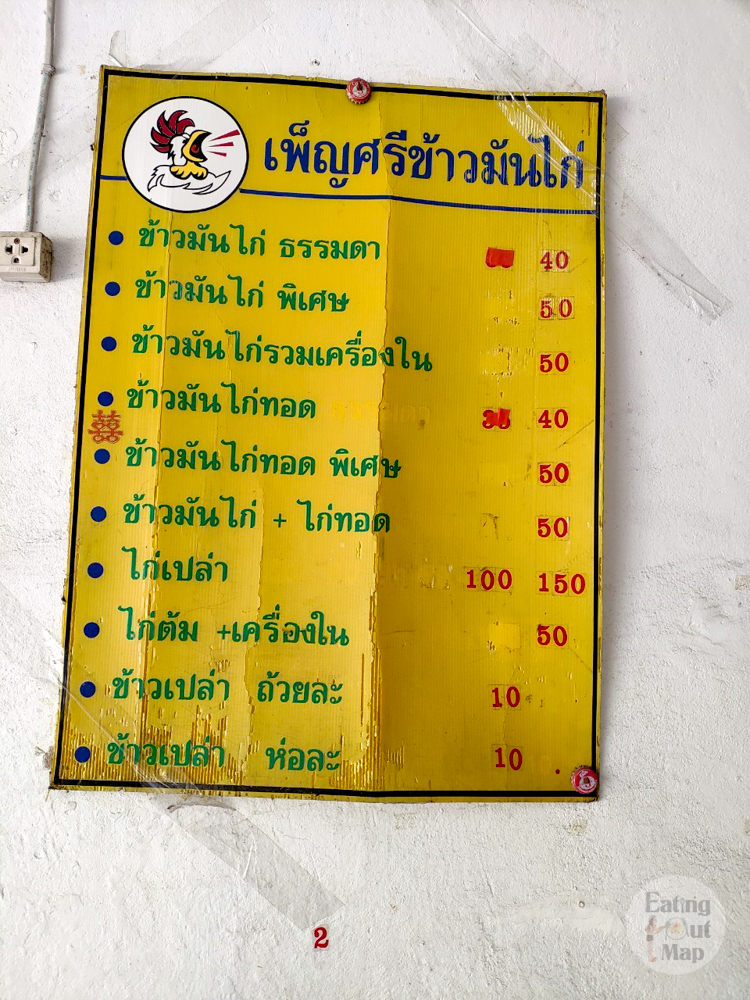 เพ็ญศรีข้าวมันไก่
ข้าวมันไก่ ธรรมดา 40
ข้าวมันไก่ พิเศษ 50
ข้าวมันไก่รวมเครื่องใน 50
ข้าวมันไก่ทอด 40
囍
ข้าวมันไก่ทอด พิเศษ 50
ข้าวมันไก่ + ไก่ทอด 50
ไก่เปล่า 100 150
ไก่ต้ม +เครื่องใน 50
ข้าวเปล่า ถ้วยละ 10
ข้าวเปล่า ห่อละ 10
2
Eating Out Map